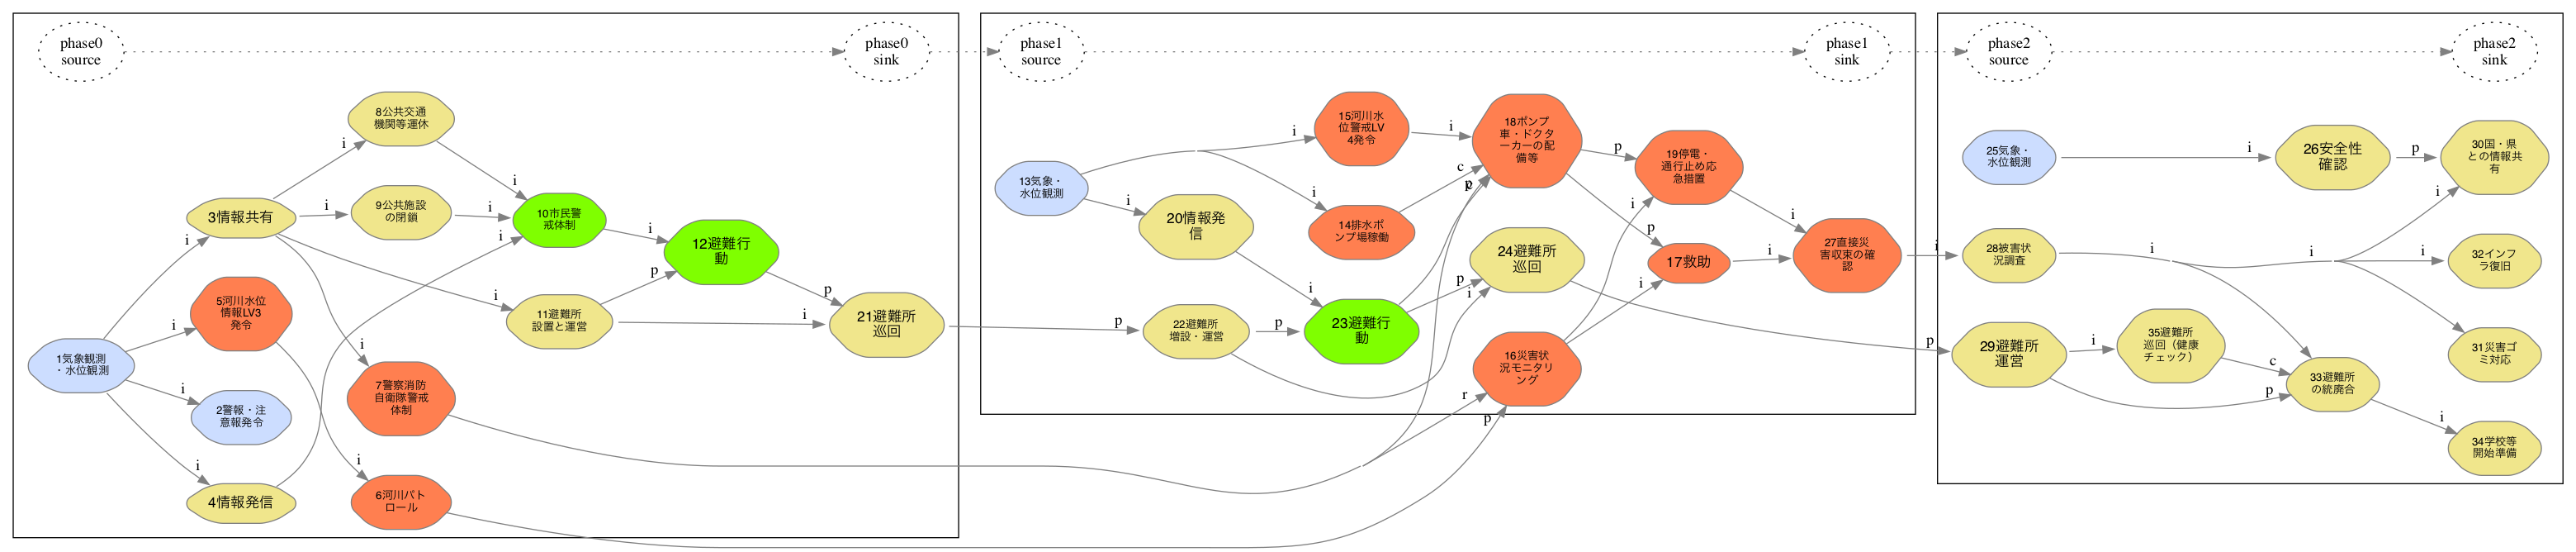 phase0
source
phase0
sink
8公共交通
機関等運休
i
i
3情報共有
i
9公共施設
の閉鎖
i
10市民警
戒体制
i
12避難行
動
i
i
5河川水位
情報LV3
発令
i
i
11避難所
設置と運営
p
i
p
21避難所
巡回
1気象観測
・水位観測
i
2警報・注
意報発令
i
7警察消防
自衛隊警戒
体制
i
4情報発信
i
6河川パト
ロール
phase1
source
phase1
sink
13気象・
水位観測
i
15河川水
位警戒LV
4発令
i
18ポンプ
車・ドクタ
ーカーの配
備等
p
19停電・
通行止め応
急措置
i
20情報発
信
i
14排水ポ
ンプ場稼働
c
p
24避難所
巡回
p
17救助
i
i
27直接災
害収束の確
認
p
22避難所
増設・運営
p
i
23避難行
動
p
i
16災害状
況モニタリ
ング
i
i
r
p
phase2
source
phase2
sink
25気象・
水位観測
i
26安全性
確認
p
30国・県
との情報共
有
i
28被害状
況調査
i
i
i
i
32インフ
ラ復旧
p
29避難所
運営
i
35避難所
巡回（健康
チェック）
c
i
31災害ゴ
ミ対応
p
33避難所
の統廃合
i
34学校等
開始準備